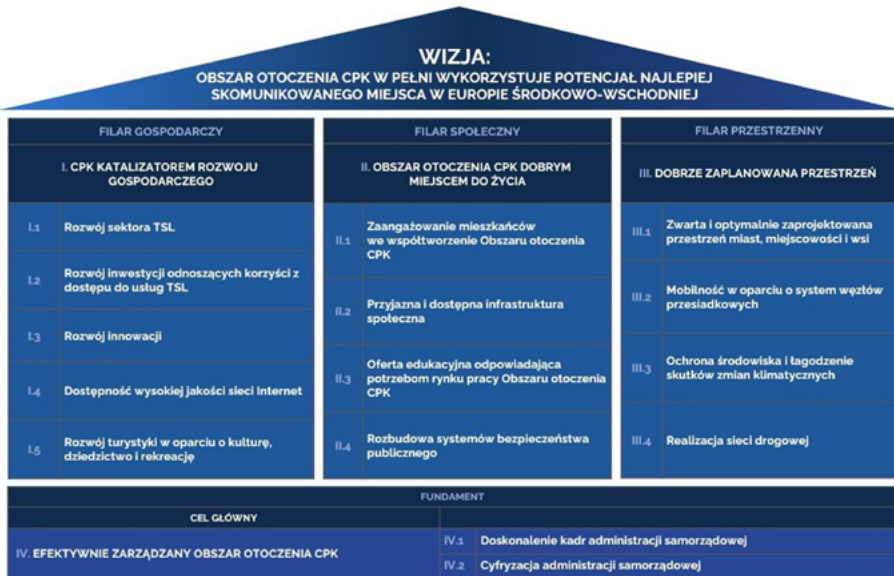 WIZJA:
OBSZAR OTOCZENIA CPK W PEŁNI WYKORZYSTUJE POTENCJAŁ NAJLEPIEJ
SKOMUNIKOWANEGO MIEJSCA W EUROPIE ŚRODKOWO-WSCHODNIEJ
FILAR GOSPODARCZY
I. CPK KATALIZATOREM ROZWOJU
GOSPODARCZEGO
I.1 Rozwój sektora TSL
I.2 Rozwój inwestycji odnoszących korzyści z
dostępu do usług TSL
I.3 Rozwój innowacji
I.4 Dostępność wysokiej jakości sieci Internet
I.5 Rozwój turystyki w oparciu o kulturę,
dziedzictwo i rekreację
FILAR SPOŁECZNY
II. OBSZAR OTOCZENIA CPK DOBRYM
MIEJSCEM DO ŻYCIA
II.1 Zaangażowanie mieszkańców
we współtworzenie Obszaru otoczenia
CPK
II.2 Przyjazna i dostępna infrastruktura
społeczna
II.3 Oferta edukacyjna odpowiadająca
potrzebom rynku pracy Obszaru otoczenia
CPK
II.4 Rozbudowa systemów bezpieczeństwa
publicznego
FILAR PRZESTRZENNY
III. DOBRZE ZAPLANOWANA PRZESTRZEŃ
III.1 Zwarta i optymalnie zaprojektowana
przestrzeń miast, miejscowości i wsi
III.2 Mobilność w oparciu o system węzłów
przesiadkowych
III.3 Ochrona środowiska i łagodzenie
skutków zmian klimatycznych
III.4 Realizacja sieci drogowej
FUNDAMENT
CEL GŁÓWNY
IV. EFEKTYWNIE ZARZĄDZANY OBSZAR OTOCZENIA CPK
IV.1 Doskonalenie kadr administracji samorządowej
IV.2 Cyfryzacja administracji samorządowej